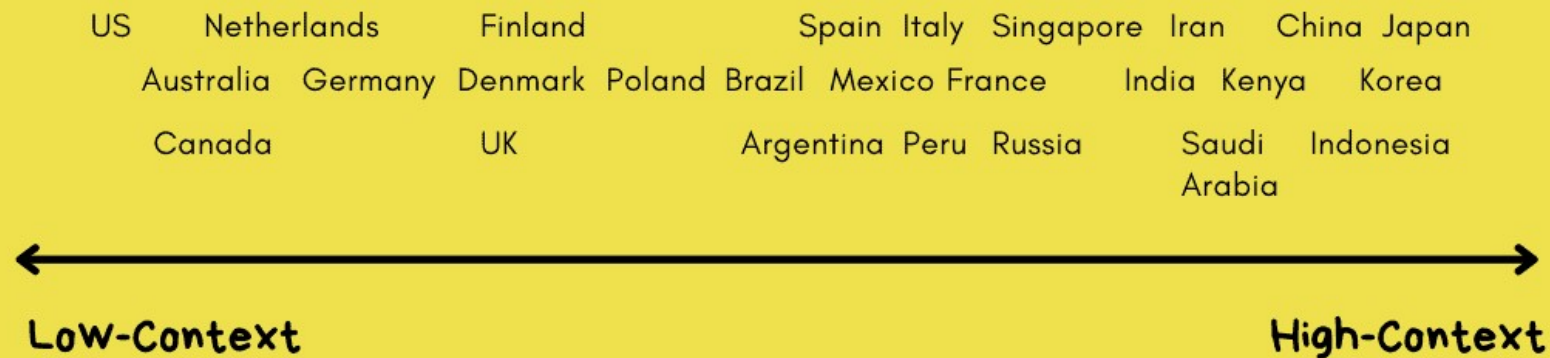 US Netherlands Finland Spain Italy Singapore Iran China Japan
Australia Germany Denmark Poland Brazil Mexico France India Kenya Korea
Canada UK Argentina Peru Russia Saudi Arabia Indonesia
Low-Context High-Context